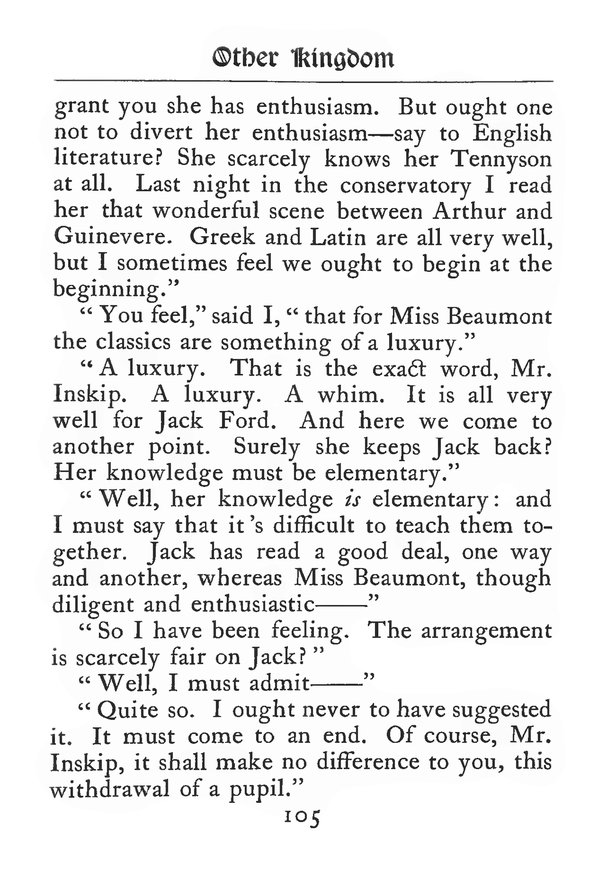 Other Kingdom
grant you she has enthusiasm. But ought one
not to divert her enthusiasm—say to English
literature? She scarcely knows her Tennyson
at all. Last night in the conservatory I read
her that wonderful scene between Arthur and
Guinevere. Greek and Latin are all very well,
but I sometimes feel we ought to begin at the
beginning.”
“ You feel,” said I, “ that for Miss Beaumont
the classics are something of a luxury.”
“ A luxury. That is the exact word, Mr.
Inskip. A luxury. A whim. It is all very
well for Jack Ford. And here we come to
another point. Surely she keeps Jack back?
Her knowledge must be elementary.”
“ Well, her knowledge is elementary: and
I must say that it ’s difficult to teach them to-
gether. Jack has read a good deal, one way
and another, whereas Miss Beaumont, though
diligent and enthusiastic——”
“ So I have been feeling. The arrangement
is scarcely fair on Jack? ”
“ Well, I must admit——”
“ Quite so. I ought never to have suggested
it. It must come to an end. Of course, Mr.
Inskip, it shall make no difference to you, this
withdrawal of a pupil.”
105